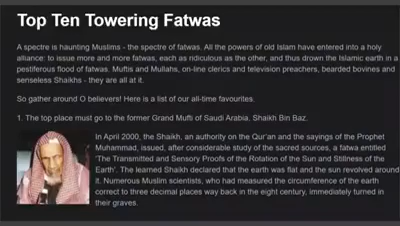 Top Ten Towering Fatwas
A spectre is haunting Muslims - the spectre of fatwas. All the powers of old Islam have entered into a holy
alliance: to issue more and more fatwas, each as ridiculous as the other, and thus drown the Islamic earth in a
pestiferous flood of fatwas. Muftis and Mullahs, on-line clerics and television preachers, bearded bovines and
senseless Shaikhs - they are all at it.
So gather around O believers! Here is a list of our all-time favourites.
1. The top place must go to the former Grand Mufti of Saudi Arabia. Shaikh Bin Baz.
In April 2000, the Shaikh, an authority on the Qur'an and the sayings of the Prophet
Muhammad, issued, after considerable study of the sacred sources, a fatwa entitled
'The Transmitted and Sensory Proofs of the Rotation of the Sun and Stillness of the
Earth'. The learned Shaikh declared that the earth was flat and the sun revolved around
it. Numerous Muslim scientists, who had measured the circumference of the earth
correct to three decimal places way back in the eight century, immediately turned in
their graves.